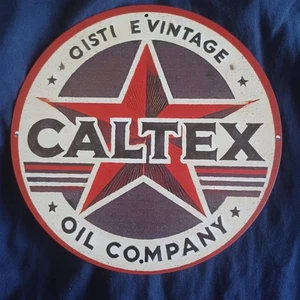 GISTI E VINTAGE
CALTEX
OIL CO.MPANY